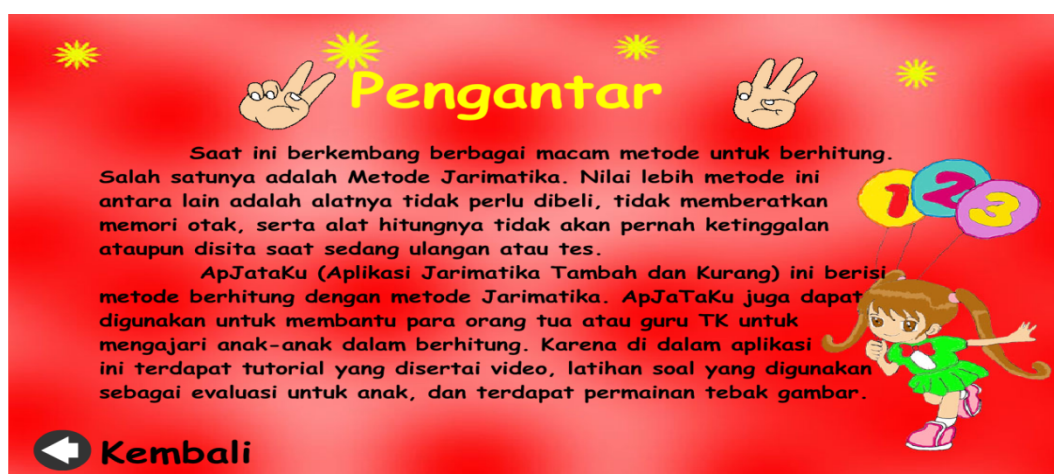 Pengantar
Saat ini berkembang berbagai macam metode untuk berhitung.
Salah satunya adalah Metode Jarimatika. Nilai lebih metode ini
antara lain adalah alatnya tidak perlu dibeli, tidak memberatkan
memori otak, serta alat hitungnya tidak akan pernah ketinggalan
ataupun disita saat sedang ulangan atau tes.
ApJataKu (Aplikasi Jarimatika Tambah dan Kurang) ini berisi
metode berhitung dengan metode Jarimatika. ApJaTaKu juga dapat
digunakan untuk membantu para orang tua atau guru TK untuk
mengajari anak-anak dalam berhitung. Karena di dalam aplikasi
ini terdapat tutorial yang disertai video, latihan soal yang digunakan
sebagai evaluasi untuk anak, dan terdapat permainan tebak gambar.
1 2 3
Kembali